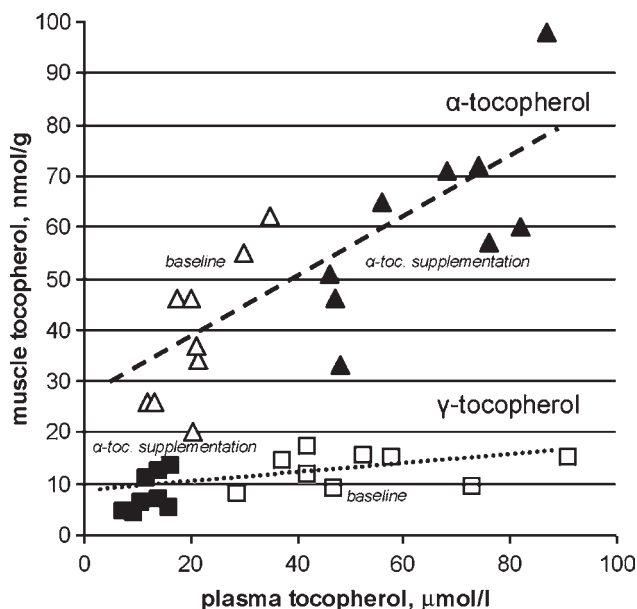 100
90
α-tocopherol
80
70
60
baseline
α-toc. supplementation
50
40
30
γ-tocopherol
20
α-toc. supplementation
10
baseline
0
0 20 40 60 80 100
muscle tocopherol, nmol/g
plasma tocopherol, μmol/l